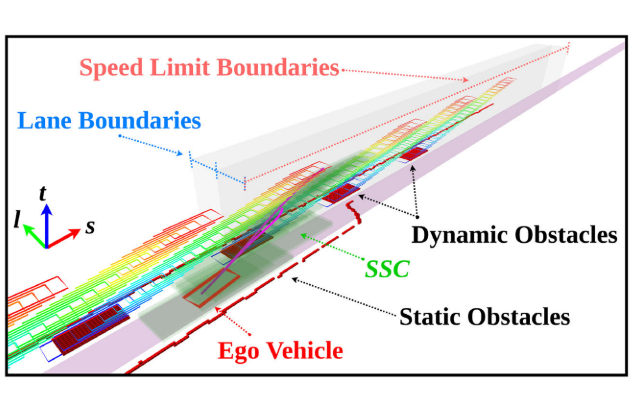 Speed Limit Boundaries
Lane Boundaries
t
l
s
Dynamic Obstacles
SSC
Static Obstacles
Ego Vehicle